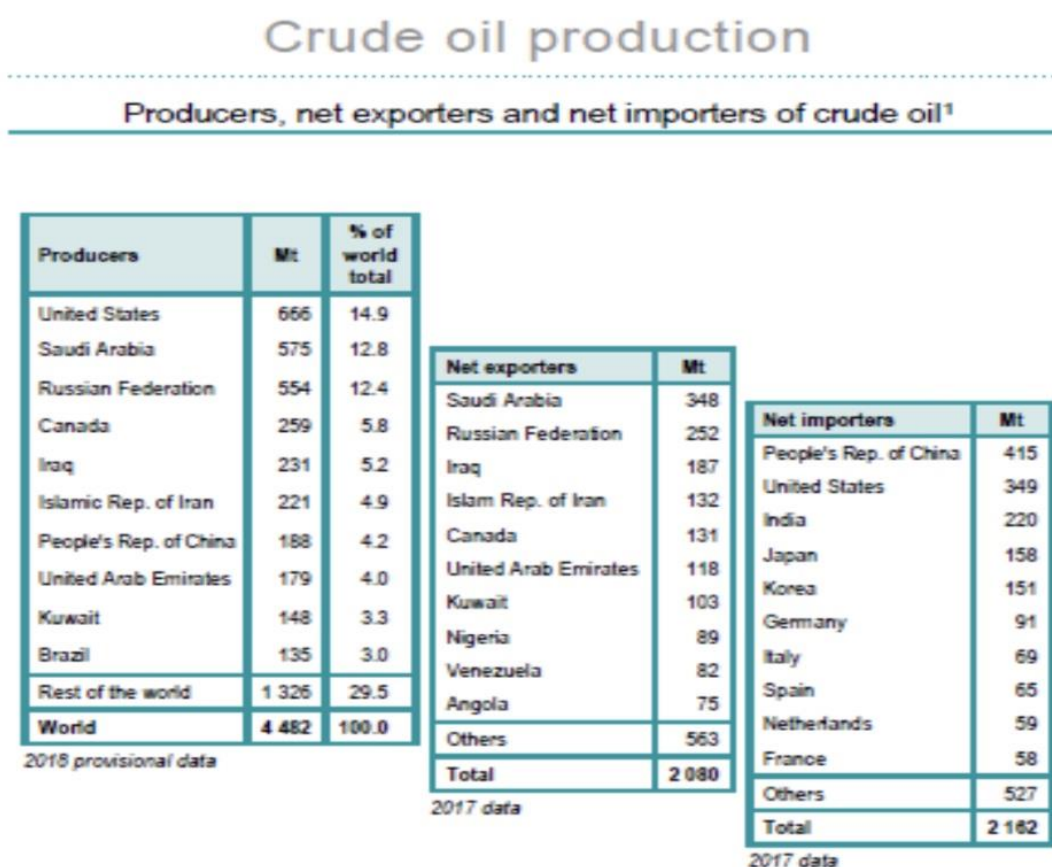 Crude oil production
Producers, net exporters and net importers of crude oil¹
Producers Mt % of world total
United States 666 14.9
Saudi Arabia 575 12.8
Russian Federation 554 12.4
Canada 259 5.8
Iraq 231 5.2
Islamic Rep. of Iran 221 4.9
People's Rep. of China 188 4.2
United Arab Emirates 179 4.0
Kuwait 148 3.3
Brazil 135 3.0
Rest of the world 1 326 29.5
World 4 482 100.0
2018 provisional data
Net exporters Mt
Saudi Arabia 348
Russian Federation 252
Iraq 187
Islam Rep. of Iran 132
Canada 131
United Arab Emirates 118
Kuwait 103
Nigeria 89
Venezuela 82
Angola 75
Others 563
Total 2 080
2017 data
Net importers Mt
People's Rep. of China 415
United States 349
India 220
Japan 158
Korea 151
Germany 91
Italy 69
Spain 65
Netherlands 59
France 58
Others 527
Total 2 162
2017 data